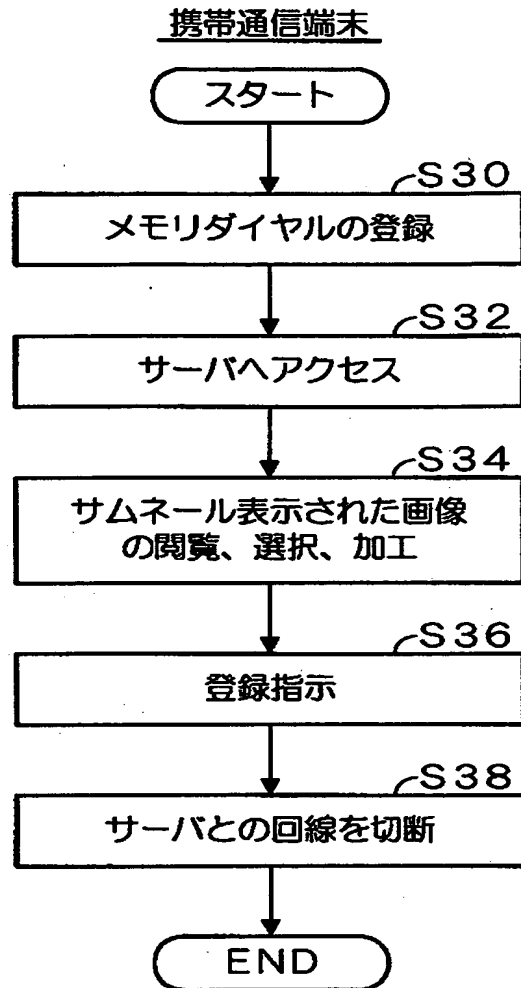 携帯通信端末
スタート
S30
メモリダイヤルの登録
S32
サーバへアクセス
S34
サムネール表示された画像
の閲覧、選択、加工
S36
登録指示
S38
サーバとの回線を切断
END